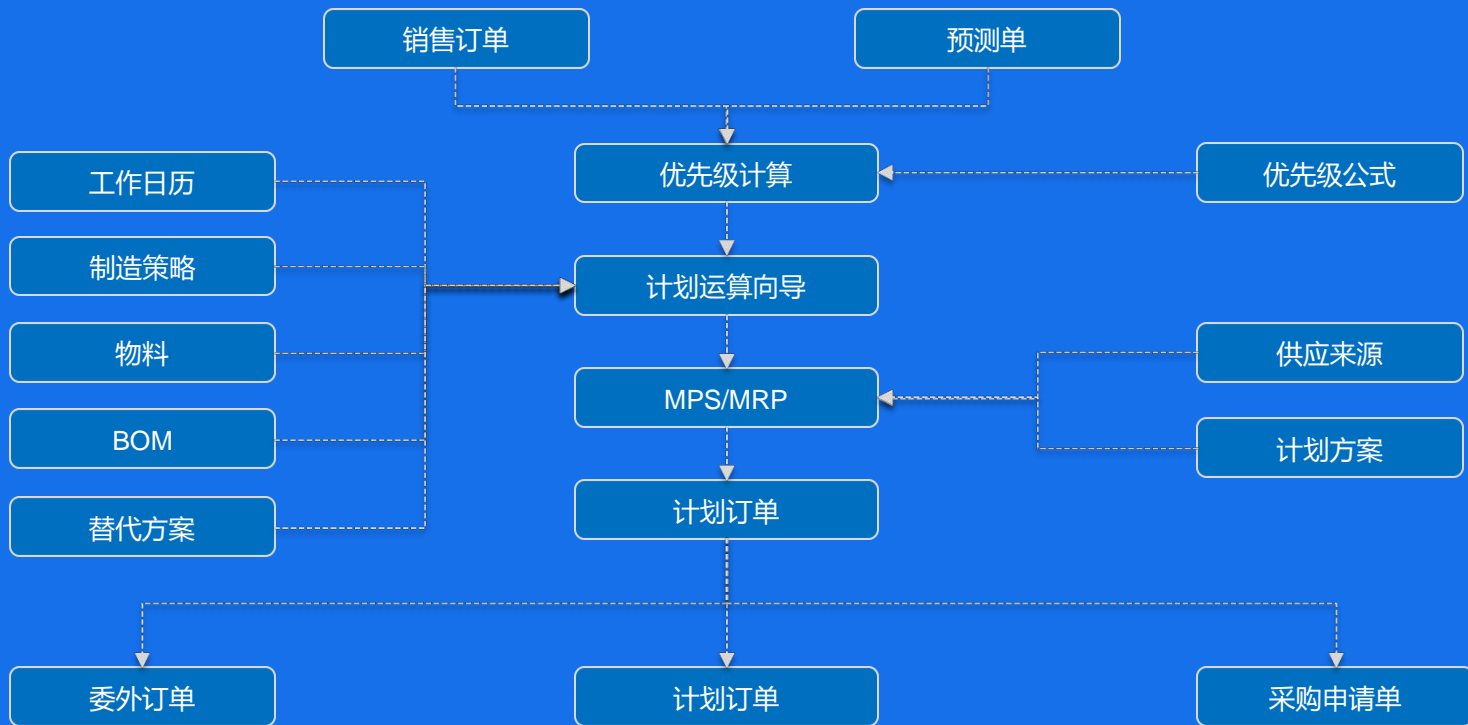 销售订单
预测单
工作日历
优先级计算
优先级公式
制造策略
计划运算向导
物料
供应来源
MPS/MRP
BOM
计划方案
替代方案
计划订单
委外订单
计划订单
采购申请单